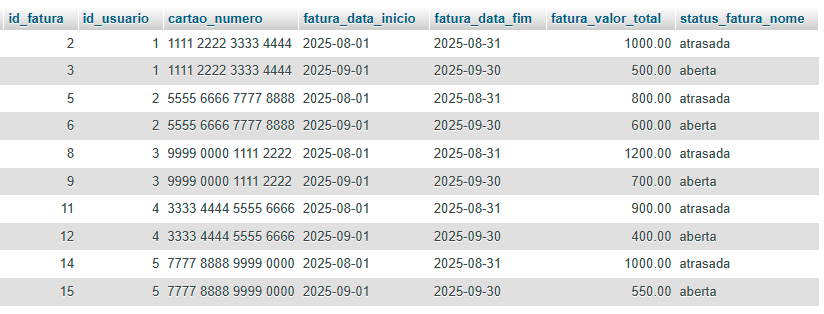 id_fatura id_usuario cartao_numero fatura_data_inicio fatura_data_fim fatura_valor_total status_fatura_nome
2 1 1111 2222 3333 4444 2025-08-01 2025-08-31 1000.00 atrasada
3 1 1111 2222 3333 4444 2025-09-01 2025-09-30 500.00 aberta
5 2 5555 6666 7777 8888 2025-08-01 2025-08-31 800.00 atrasada
6 2 5555 6666 7777 8888 2025-09-01 2025-09-30 600.00 aberta
8 3 9999 0000 1111 2222 2025-08-01 2025-08-31 1200.00 atrasada
9 3 9999 0000 1111 2222 2025-09-01 2025-09-30 700.00 aberta
11 4 3333 4444 5555 6666 2025-08-01 2025-08-31 900.00 atrasada
12 4 3333 4444 5555 6666 2025-09-01 2025-09-30 400.00 aberta
14 5 7777 8888 9999 0000 2025-08-01 2025-08-31 1000.00 atrasada
15 5 7777 8888 9999 0000 2025-09-01 2025-09-30 550.00 aberta